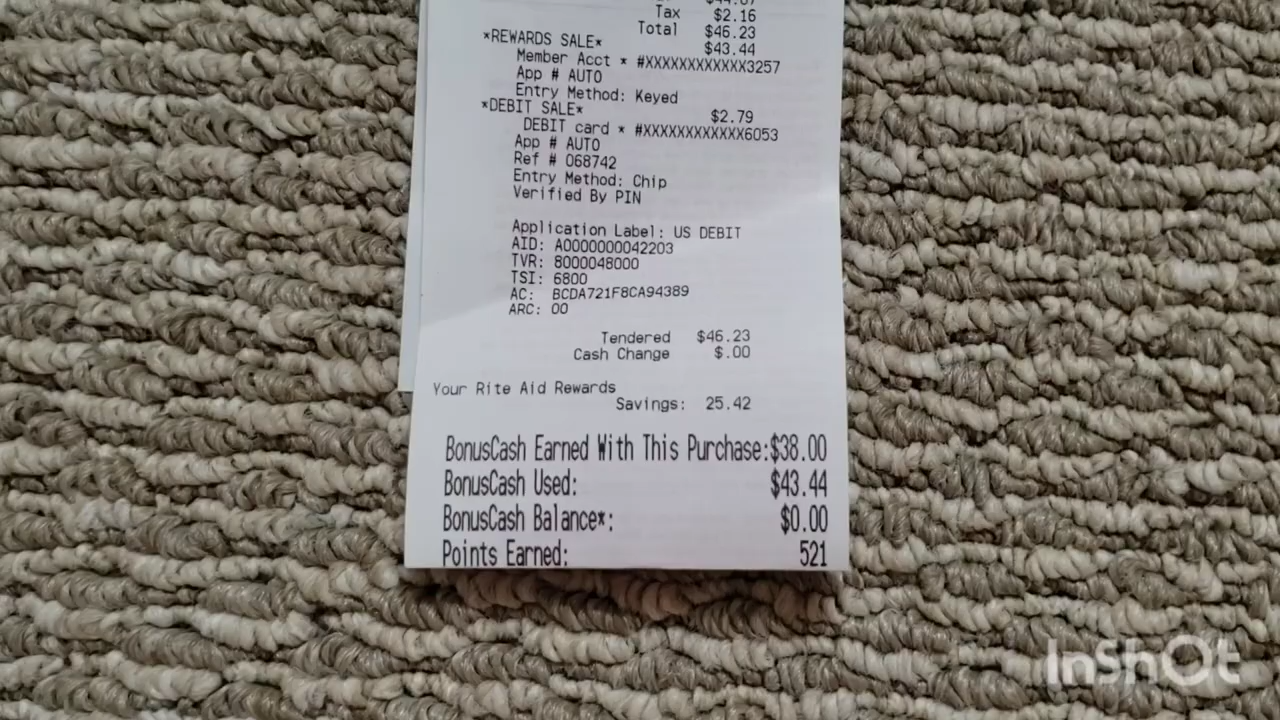 Tax $2.16
Total $46.23
*REWARDS SALE* $43.44
Member Acct * #XXXXXXXXXXXX3257
App # AUTO
Entry Method: Keyed
*DEBIT SALE* $2.79
DEBIT card * #XXXXXXXXXXXX6053
App # AUTO
Ref # 068742
Entry Method: Chip
Verified By PIN
Application Label: US DEBIT
AID: A0000000042203
TVR: 8000048000
TSI: 6800
AC: BCDA721F8CA94389
ARC: 00
Tendered $46.23
Cash Change $.00
Your Rite Aid Rewards
Savings: 25.42
BonusCash Earned With This Purchase:$38.00
BonusCash Used: $43.44
BonusCash Balance*: $0.00
Points Earned: 521
InShOt